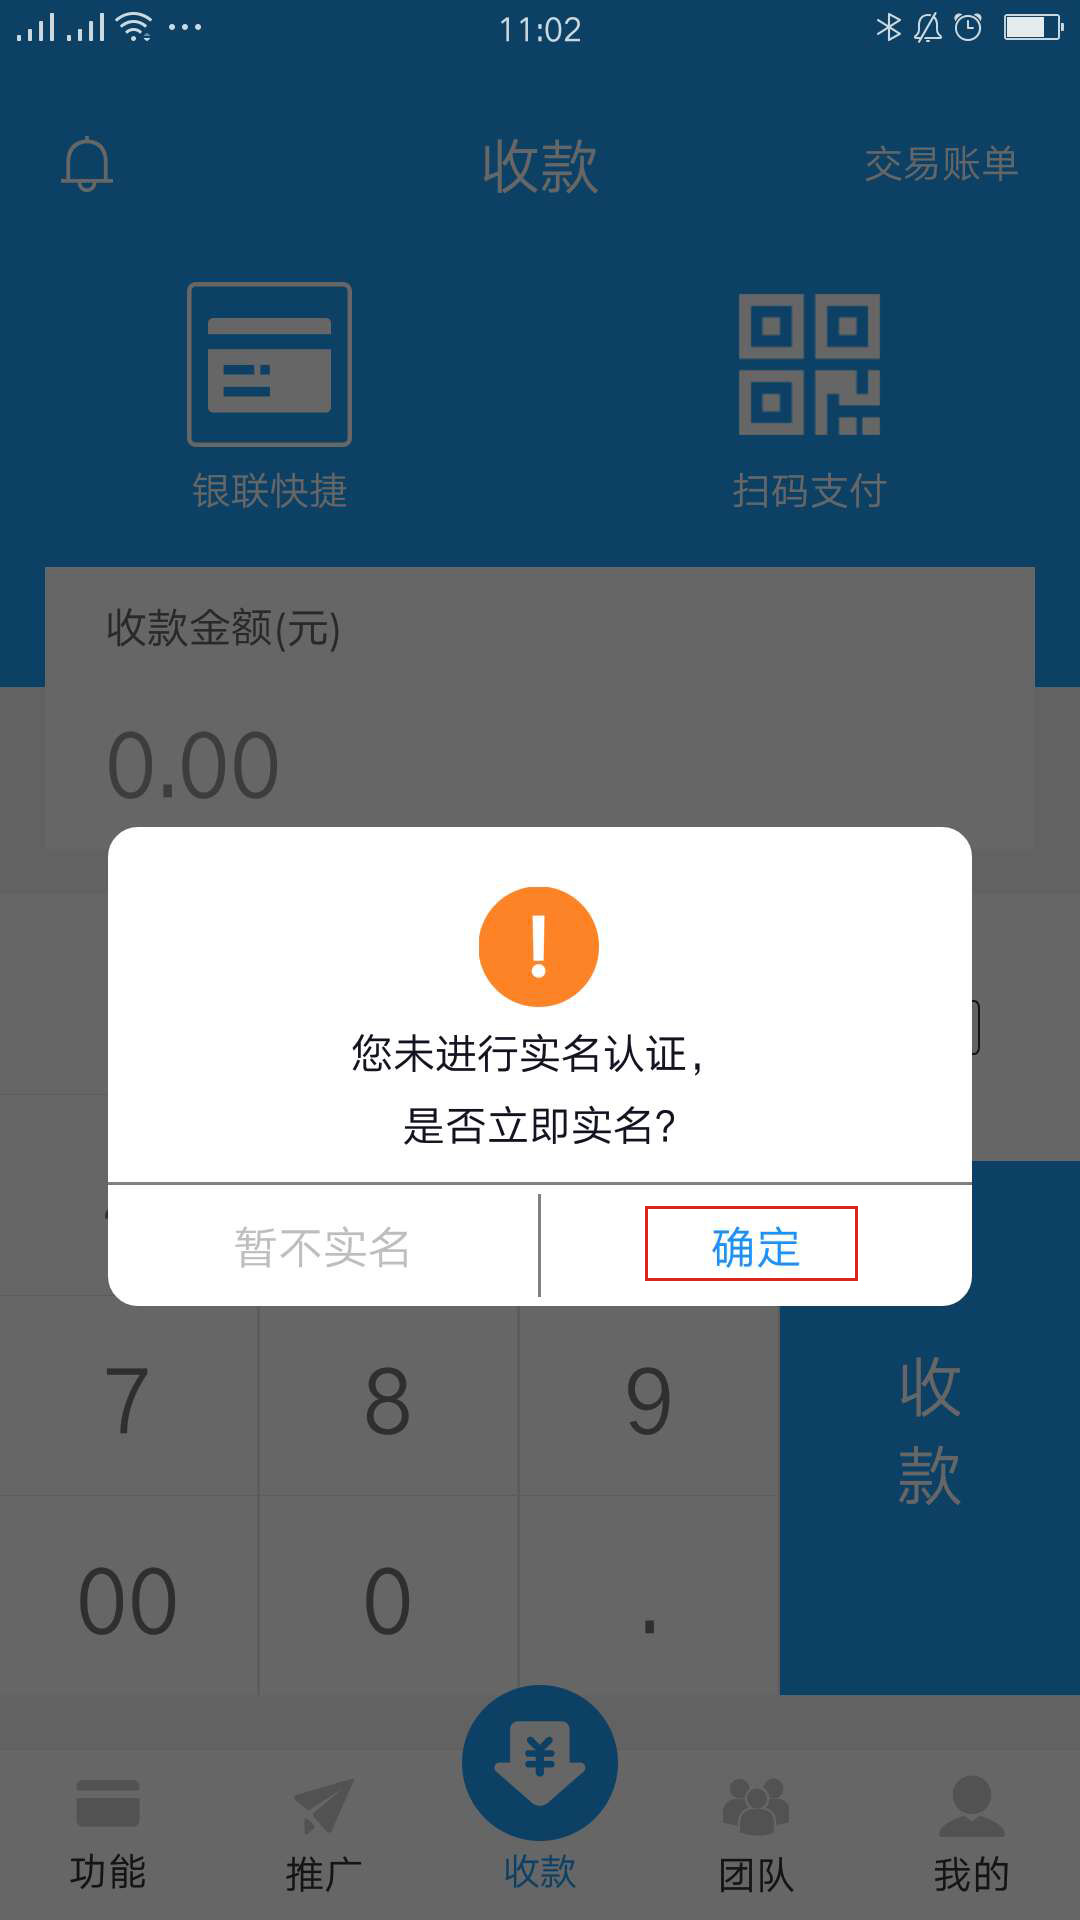 11:02
收款
交易账单
银联快捷
扫码支付
收款金额(元)
0.00
您未进行实名认证，
是否立即实名?
暂不实名
确定
7
8
9
收
款
00
0
.
功能
推广
收款
团队
我的